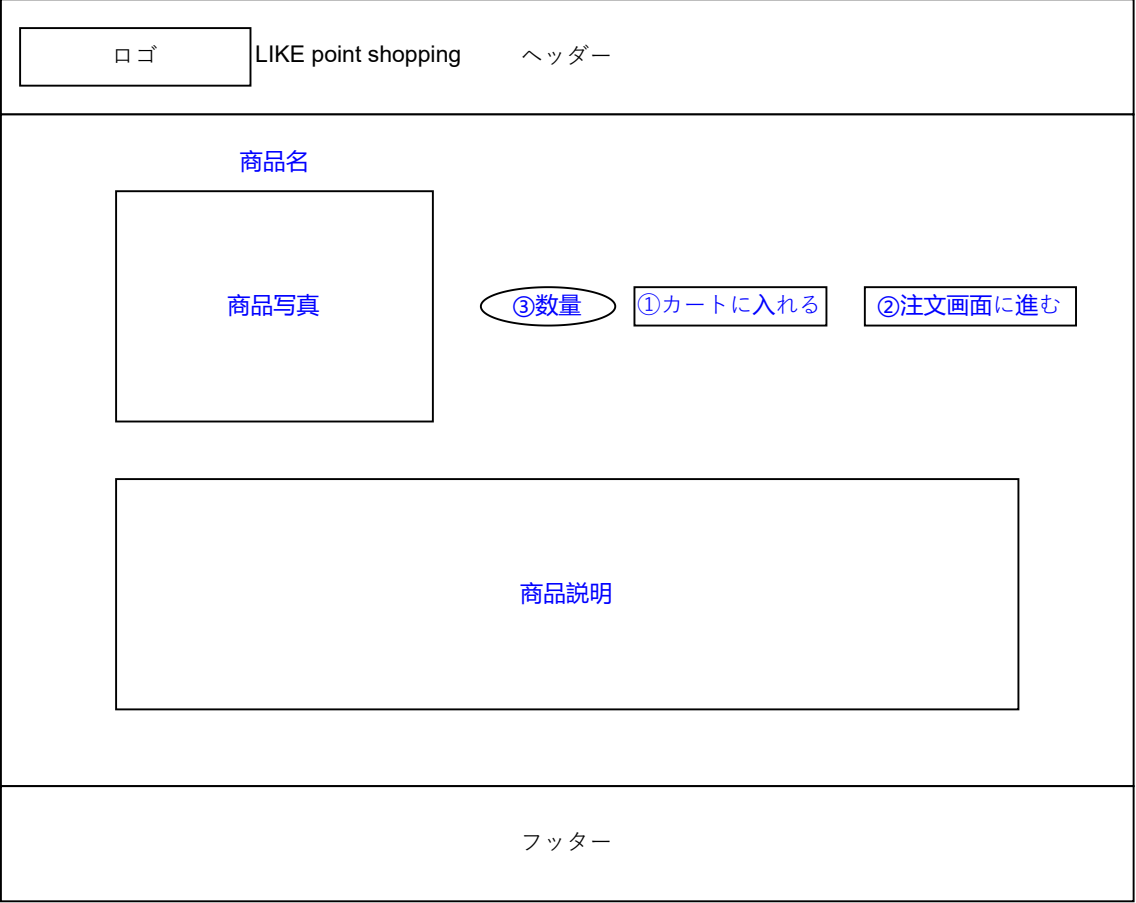 ロゴ LIKE point shopping ヘッダー
商品名
商品写真
③数量 ①カートに入れる ②注文画面に進む
商品説明
フッター